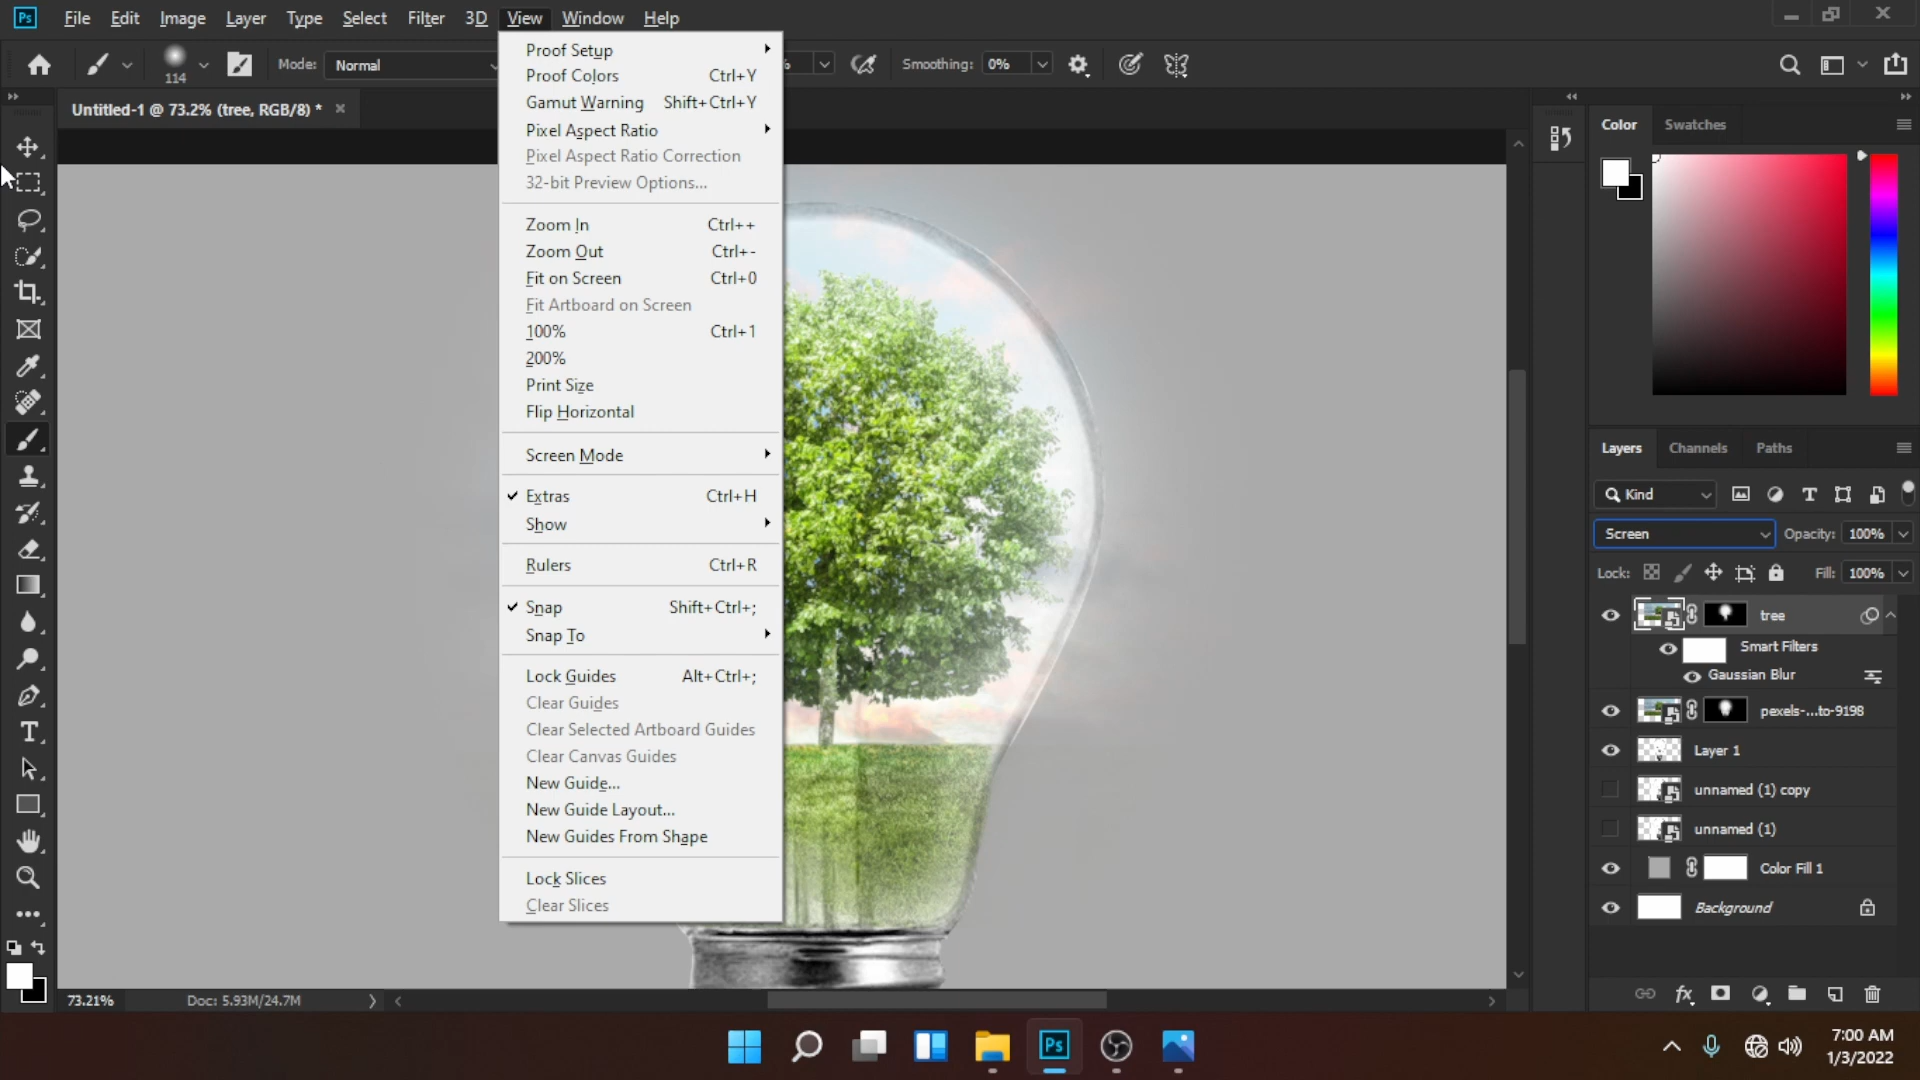 Ps File Edit Image Layer Type Select Filter 3D View Window Help
114 Mode: Normal % Smoothing: 0%
Untitled-1 @ 73.2% (tree, RGB/8) *
Proof Setup
Proof Colors Ctrl+Y
Gamut Warning Shift+Ctrl+Y
Pixel Aspect Ratio
Pixel Aspect Ratio Correction
32-bit Preview Options...
Zoom In Ctrl++
Zoom Out Ctrl+-
Fit on Screen Ctrl+0
Fit Artboard on Screen
100% Ctrl+1
200%
Print Size
Flip Horizontal
Screen Mode
Extras Ctrl+H
Show
Rulers Ctrl+R
Snap Shift+Ctrl+;
Snap To
Lock Guides Alt+Ctrl+;
Clear Guides
Clear Selected Artboard Guides
Clear Canvas Guides
New Guide...
New Guide Layout...
New Guides From Shape
Lock Slices
Clear Slices
Color Swatches
Layers Channels Paths
Kind
Screen Opacity: 100%
Lock: Fill: 100%
tree
Smart Filters
Gaussian Blur
pexels-...to-9198
Layer 1
unnamed (1) copy
unnamed (1)
Color Fill 1
Background
fx
73.21% Doc: 5.93M/24.7M
Ps
7:00 AM
1/3/2022